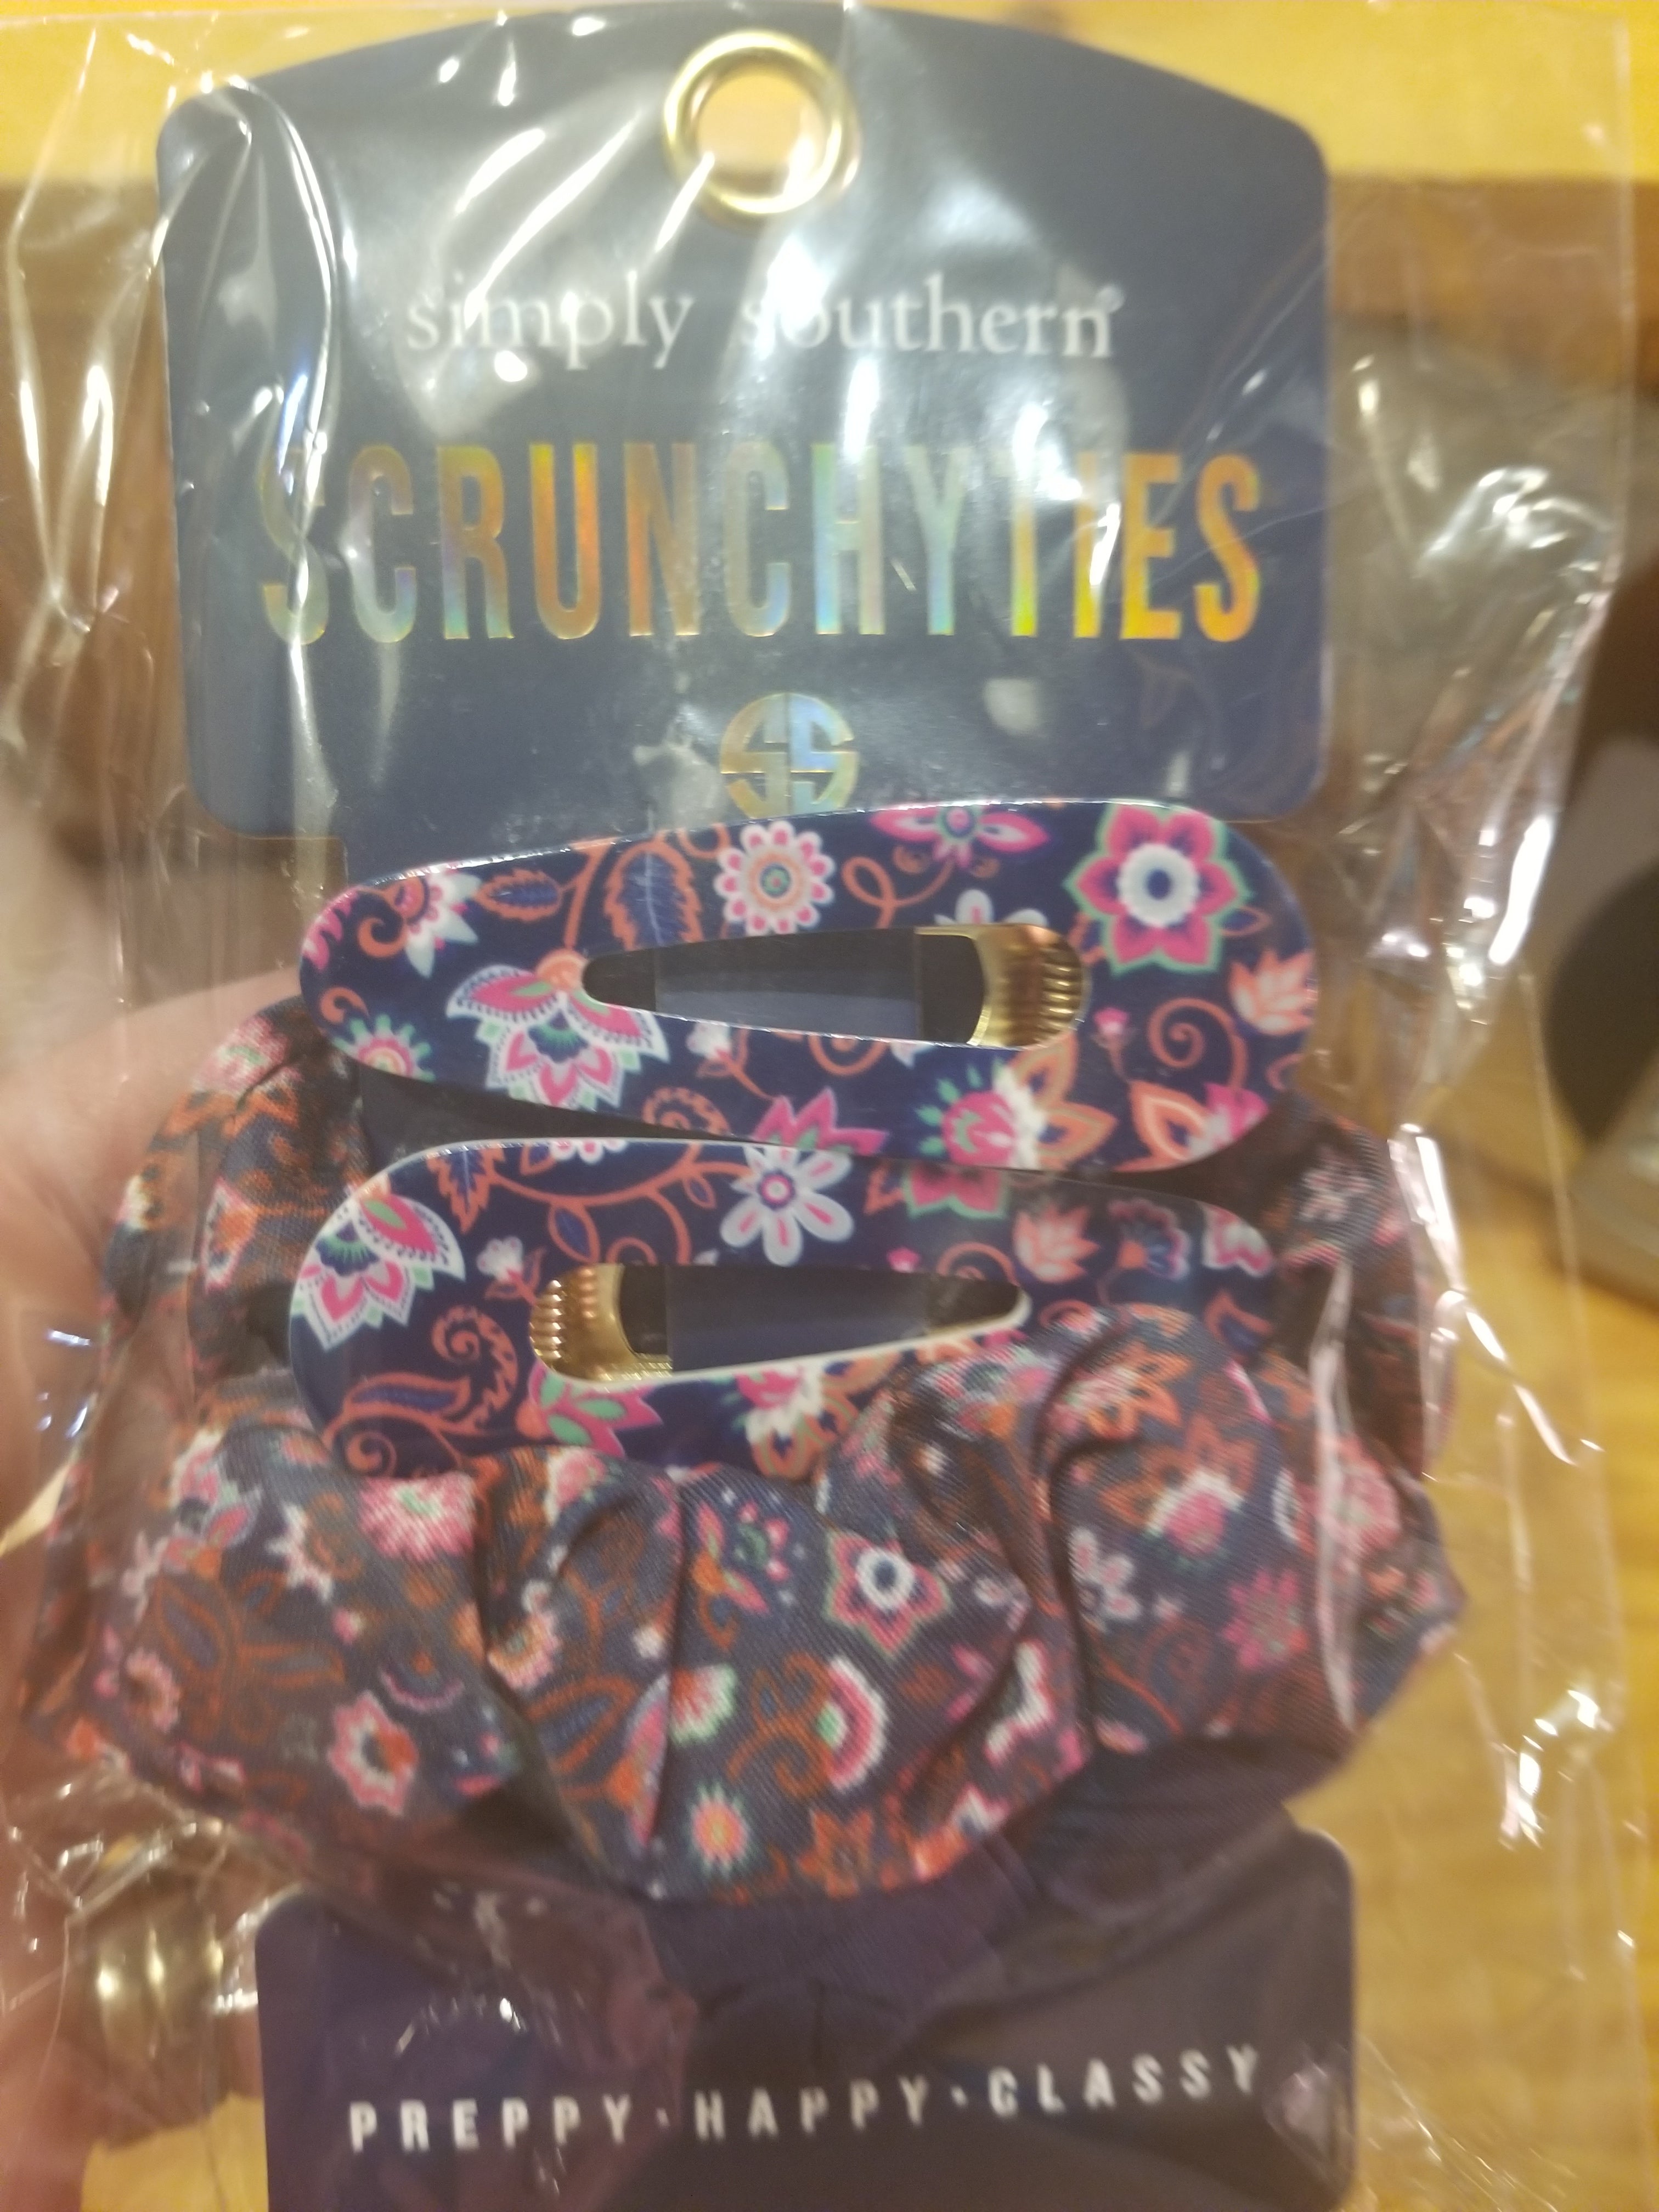 simply southern®
SCRUNCHYTIES
SS
PREPPY·HAPPY·CLASSY